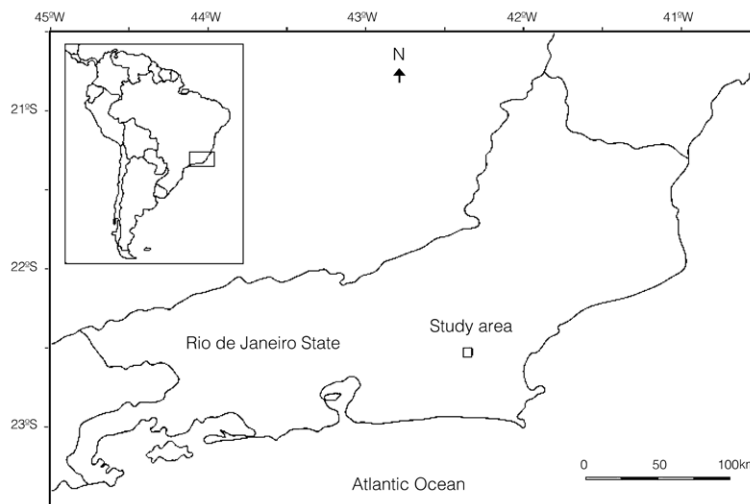 45ºW 44ºW 43ºW 42ºW 41ºW
N
21ºS
22ºS
Study area
Rio de Janeiro State
23ºS
0 50 100km
Atlantic Ocean